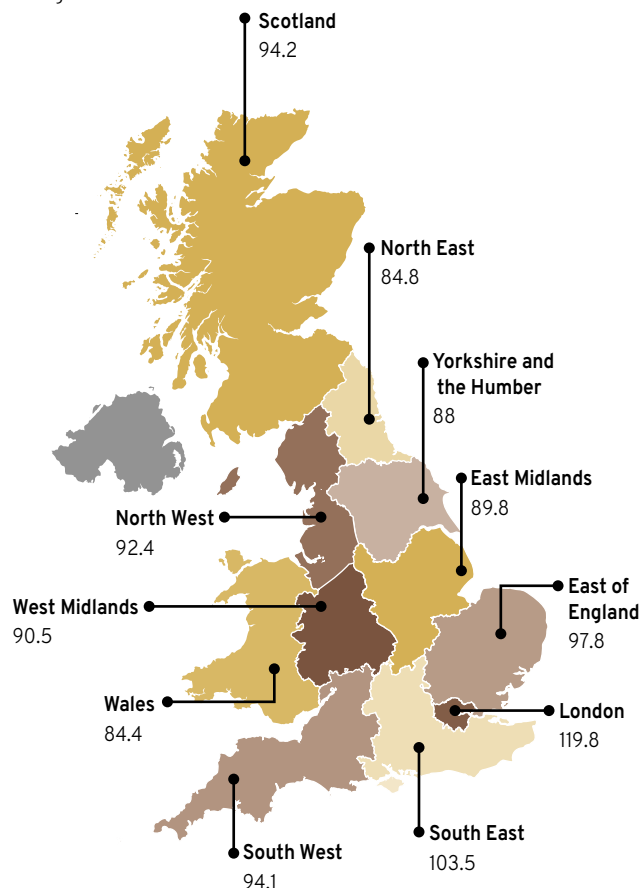 Scotland
94.2
North East
84.8
Yorkshire and
the Humber
88
East Midlands
89.8
North West
92.4
East of
England
97.8
West Midlands
90.5
Wales
84.4
London
119.8
South East
103.5
South West
94.1